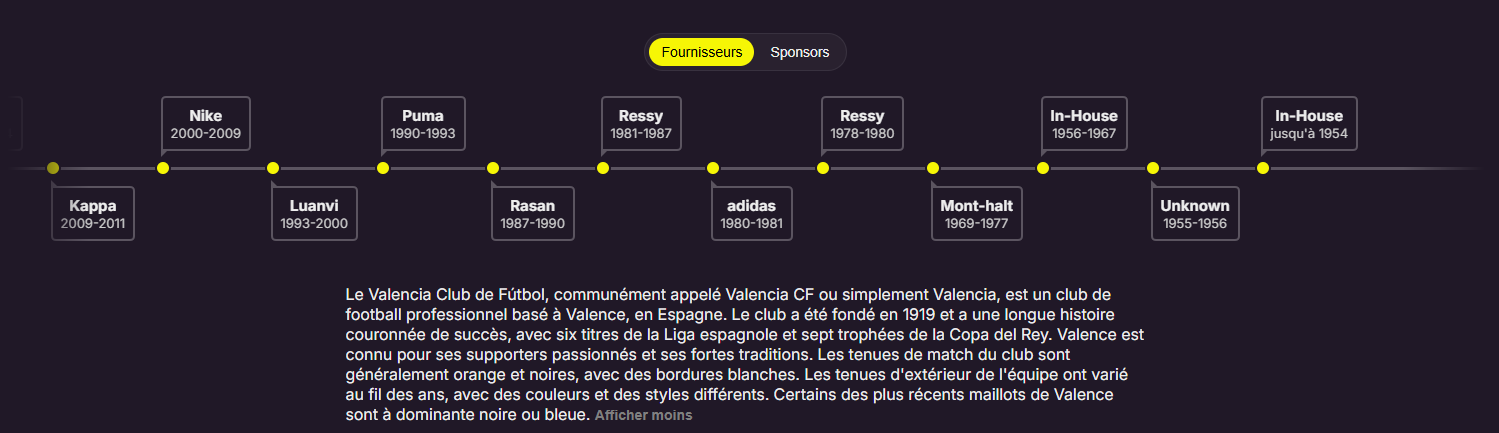 Fournisseurs Sponsors
Nike
2000-2009
Puma
1990-1993
Ressy
1981-1987
Ressy
1978-1980
In-House
1956-1967
In-House
jusqu'à 1954
Kappa
2009-2011
Luanvi
1993-2000
Rasan
1987-1990
adidas
1980-1981
Mont-halt
1969-1977
Unknown
1955-1956
Le Valencia Club de Fútbol, communément appelé Valencia CF ou simplement Valencia, est un club de
football professionnel basé à Valence, en Espagne. Le club a été fondé en 1919 et a une longue histoire
couronnée de succès, avec six titres de la Liga espagnole et sept trophées de la Copa del Rey. Valence est
connu pour ses supporters passionnés et ses fortes traditions. Les tenues de match du club sont
généralement orange et noires, avec des bordures blanches. Les tenues d'extérieur de l'équipe ont varié
au fil des ans, avec des couleurs et des styles différents. Certains des plus récents maillots de Valence
sont à dominante noire ou bleue. Afficher moins